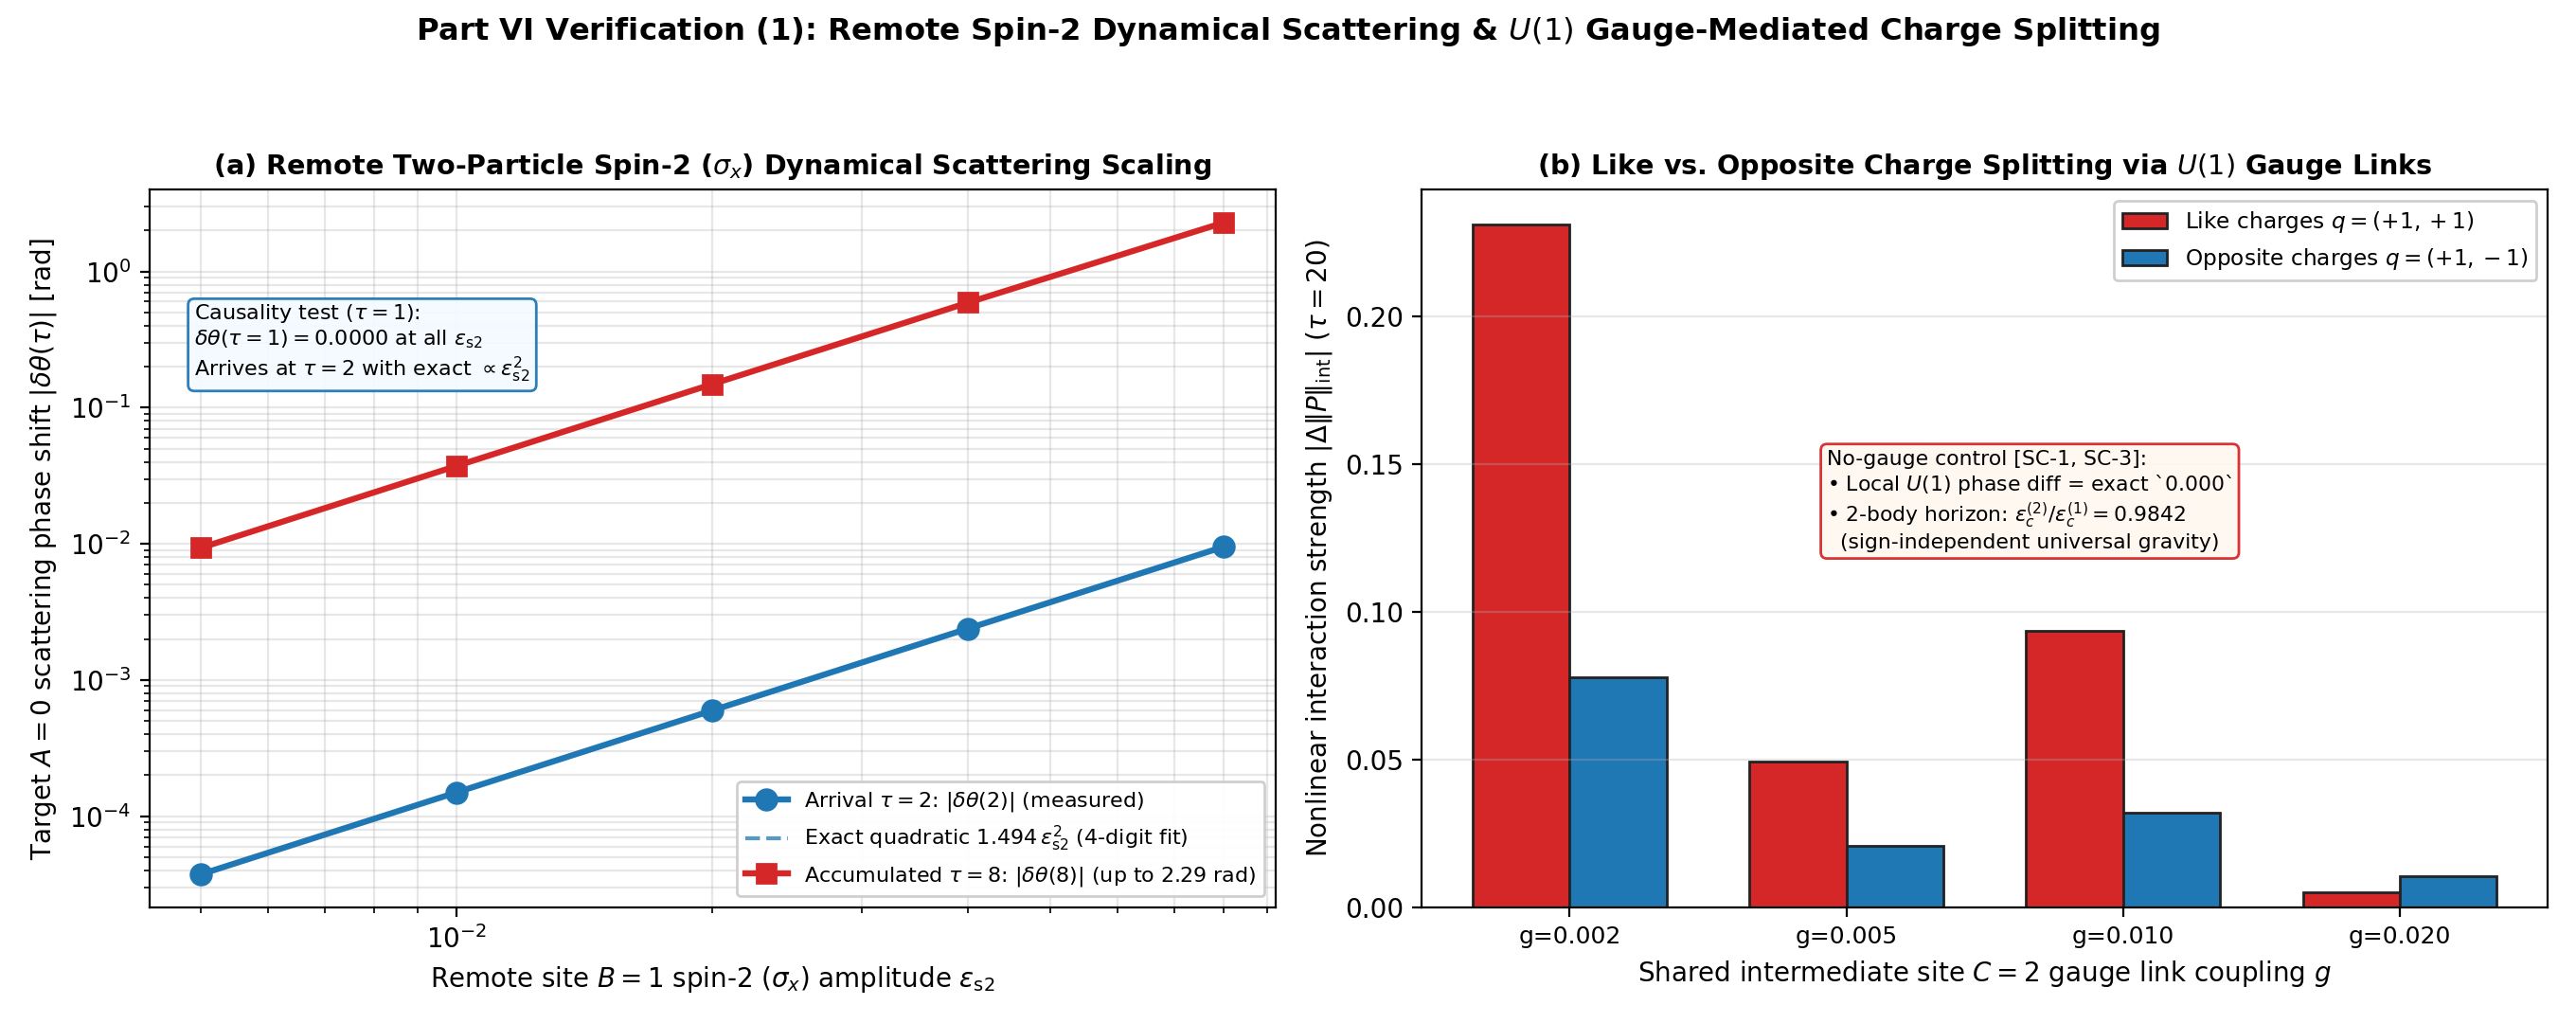 Part VI Verification (1): Remote Spin-2 Dynamical Scattering & U(1) Gauge-Mediated Charge Splitting
(a) Remote Two-Particle Spin-2 (σₓ) Dynamical Scattering Scaling
Target A = 0 scattering phase shift |δθ(τ)| [rad]
10⁰
10⁻¹
10⁻²
10⁻³
10⁻⁴
Causality test (τ = 1):
δθ(τ = 1) = 0.0000 at all ε_s2
Arrives at τ = 2 with exact ∝ ε²_s2
Arrival τ = 2: |δθ(2)| (measured)
Exact quadratic 1.494 ε²_s2 (4-digit fit)
Accumulated τ = 8: |δθ(8)| (up to 2.29 rad)
10⁻²
Remote site B = 1 spin-2 (σₓ) amplitude ε_s2
(b) Like vs. Opposite Charge Splitting via U(1) Gauge Links
Nonlinear interaction strength |Δ‖P‖_int| (τ = 20)
0.20
0.15
0.10
0.05
0.00
Like charges q = (+1, +1)
Opposite charges q = (+1, −1)
No-gauge control [SC-1, SC-3]:
• Local U(1) phase diff = exact `0.000`
• 2-body horizon: ε_c⁽²⁾/ε_c⁽¹⁾ = 0.9842
(sign-independent universal gravity)
g=0.002 g=0.005 g=0.010 g=0.020
Shared intermediate site C = 2 gauge link coupling g